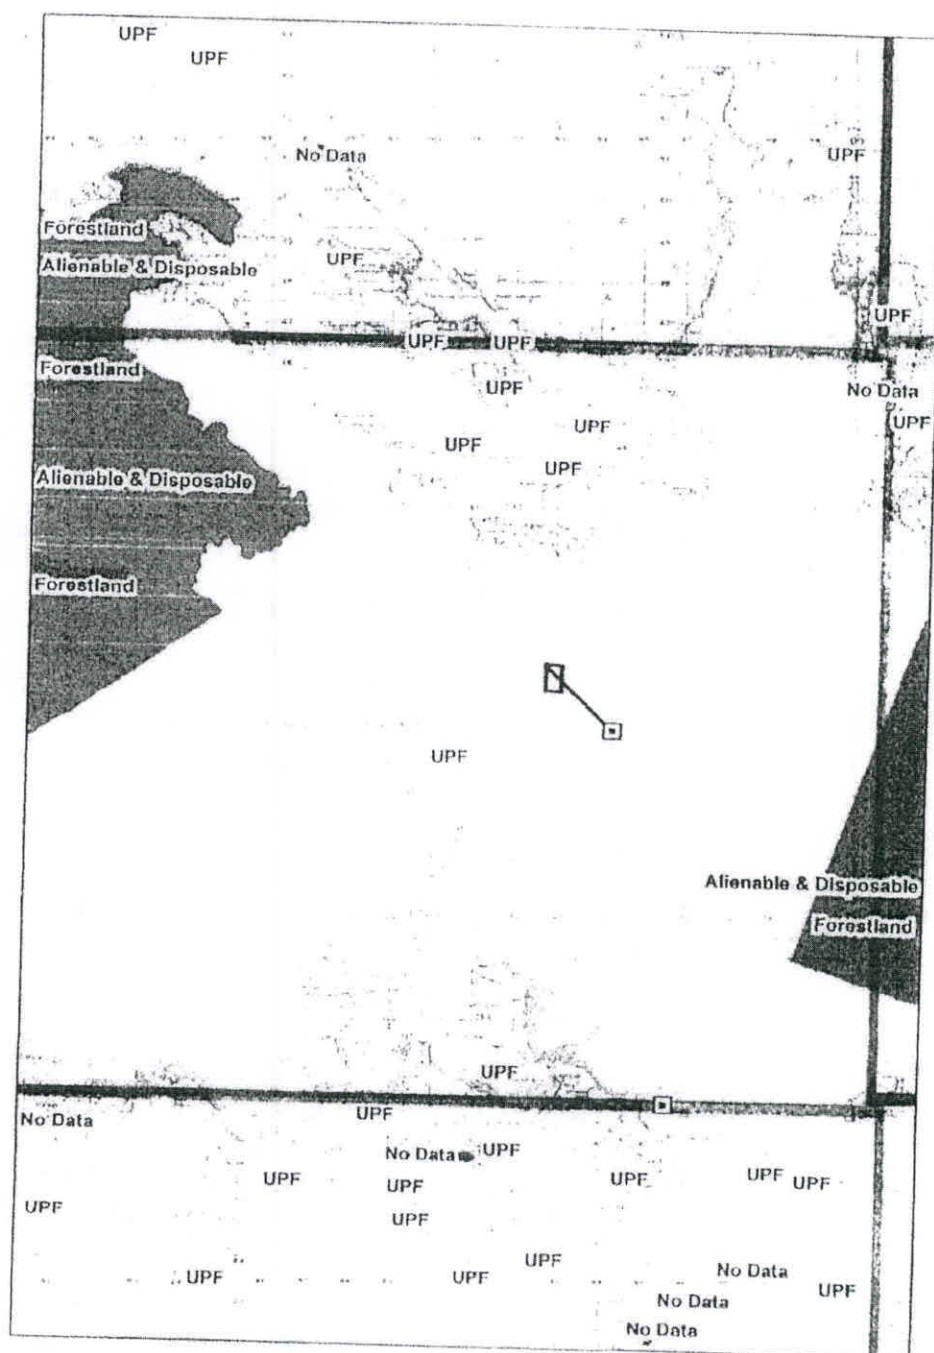 UPF
UPF
No Data
UPF
Forestland
Alienable & Disposable
UPF
UPF
UPF
UPF
Forestland
UPF
No Data
UPF
UPF
UPF
UPF
Alienable & Disposable
Forestland
UPF
Alienable & Disposable
Forestland
UPF
UPF
No Data
No Data
UPF
UPF
UPF
UPF
UPF
UPF
UPF
UPF
UPF
UPF
UPF
No Data
UPF
No Data
No Data